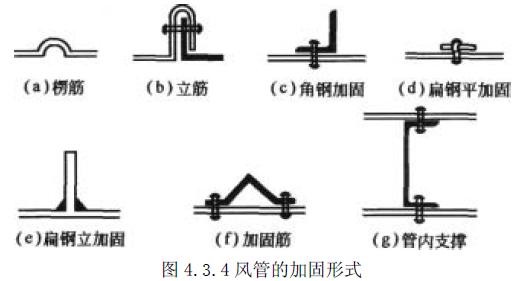 (a)楞筋
(b)立筋
(c)角钢加固
(d)扁钢平加固
(e)扁钢立加固
(f)加固筋
(g)管内支撑
图 4.3.4 风管的加固形式